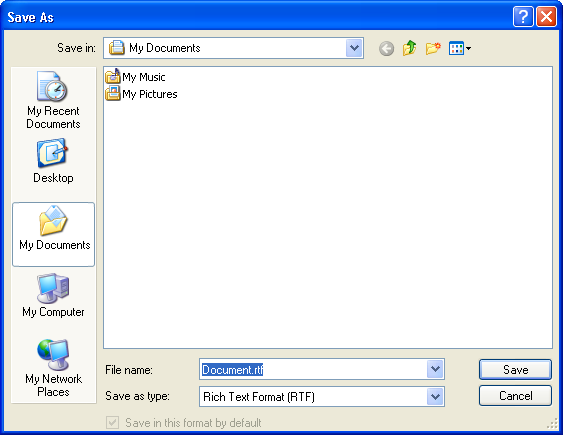 Save As
Save in: My Documents
My Music
My Pictures
My Recent
Documents
Desktop
My Documents
My Computer
My Network
Places
File name: Document.rtf Save
Save as type: Rich Text Format (RTF) Cancel
Save in this format by default